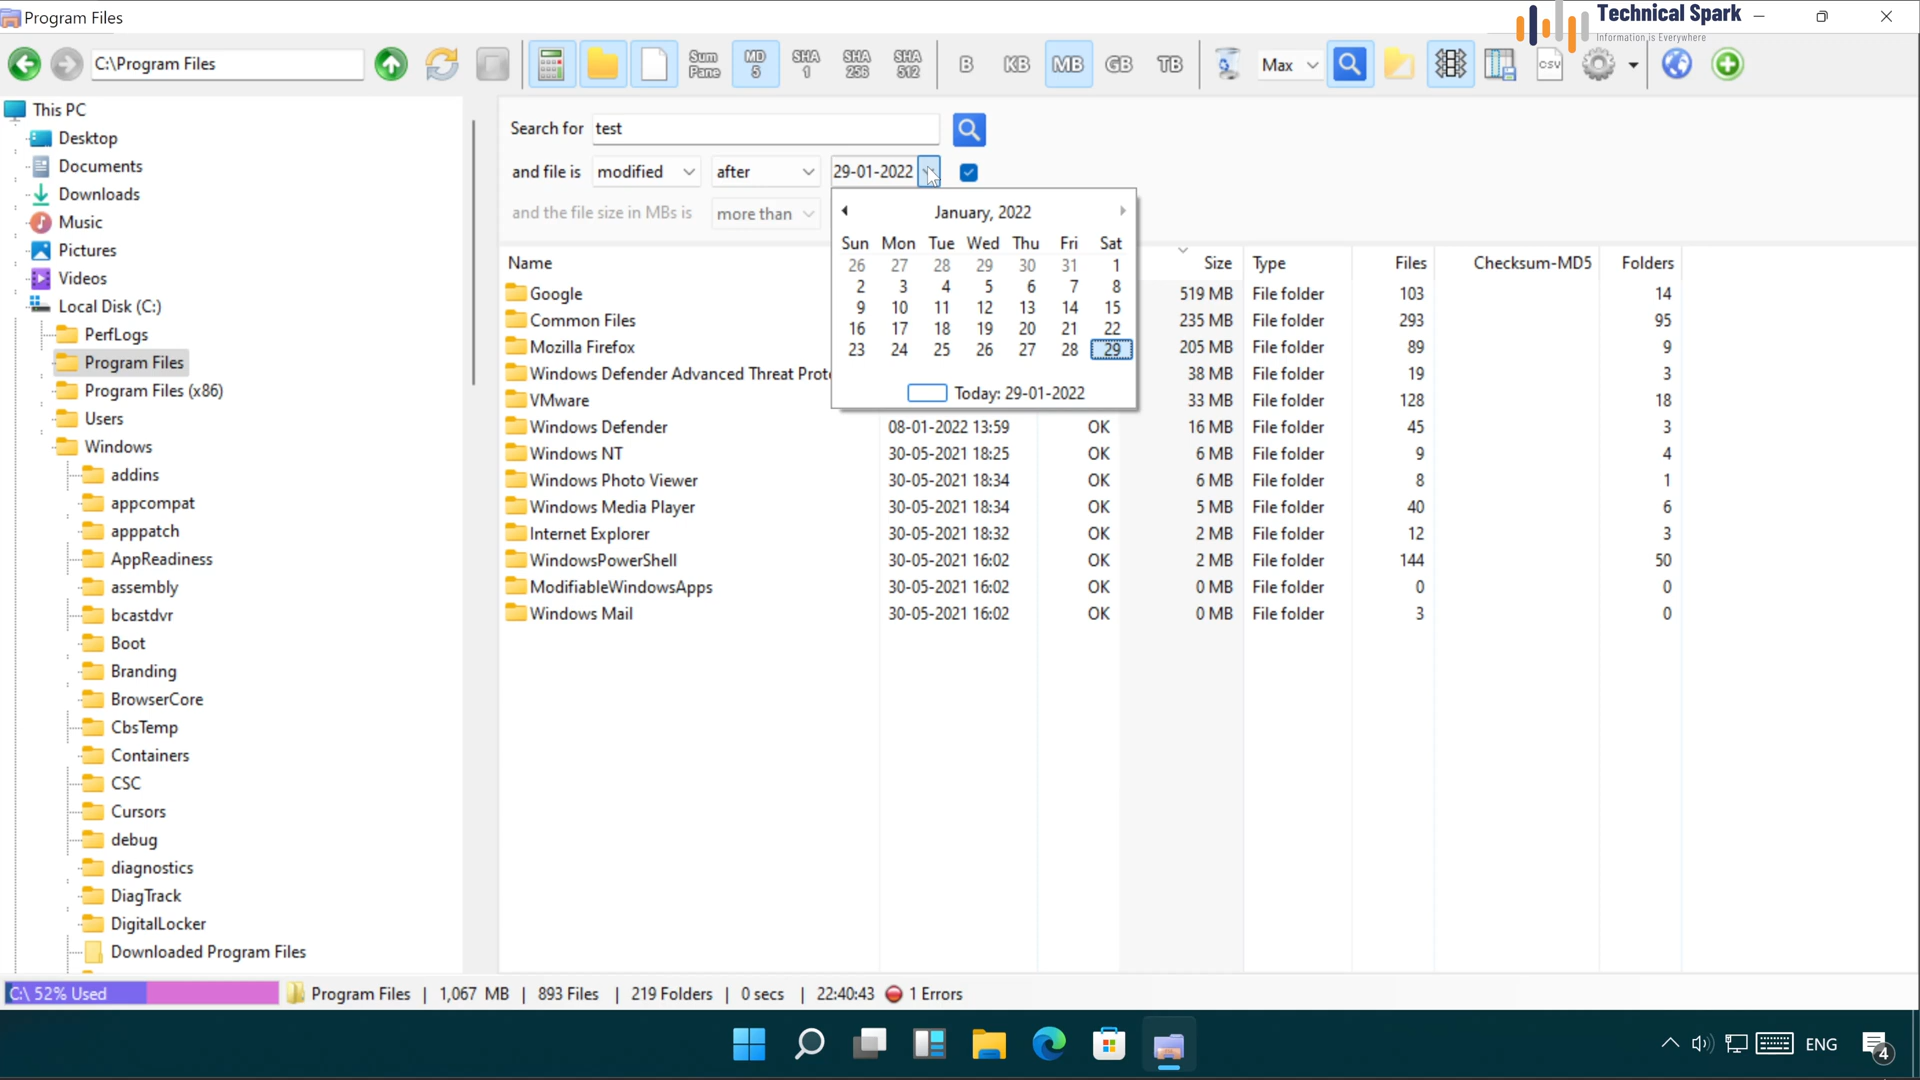 Program Files
Technical Spark
Information is Everywhere
C:\Program Files
Sum Pane
MD 5
SHA 1
SHA 256
SHA 512
B
KB
MB
GB
TB
Max
CSV
This PC
Desktop
Documents
Downloads
Music
Pictures
Videos
Local Disk (C:)
PerfLogs
Program Files
Program Files (x86)
Users
Windows
addins
appcompat
apppatch
AppReadiness
assembly
bcastdvr
Boot
Branding
BrowserCore
CbsTemp
Containers
CSC
Cursors
debug
diagnostics
DiagTrack
DigitalLocker
Downloaded Program Files
Search for test
and file is modified after 29-01-2022
and the file size in MBs is more than
January, 2022
Sun Mon Tue Wed Thu Fri Sat
26 27 28 29 30 31 1
2 3 4 5 6 7 8
9 10 11 12 13 14 15
16 17 18 19 20 21 22
23 24 25 26 27 28 29
Today: 29-01-2022
Name Size Type Files Checksum-MD5 Folders
Google 519 MB File folder 103 14
Common Files 235 MB File folder 293 95
Mozilla Firefox 205 MB File folder 89 9
Windows Defender Advanced Threat Prote 38 MB File folder 19 3
VMware 33 MB File folder 128 18
Windows Defender 08-01-2022 13:59 OK 16 MB File folder 45 3
Windows NT 30-05-2021 18:25 OK 6 MB File folder 9 4
Windows Photo Viewer 30-05-2021 18:34 OK 6 MB File folder 8 1
Windows Media Player 30-05-2021 18:34 OK 5 MB File folder 40 6
Internet Explorer 30-05-2021 18:32 OK 2 MB File folder 12 3
WindowsPowerShell 30-05-2021 16:02 OK 2 MB File folder 144 50
ModifiableWindowsApps 30-05-2021 16:02 OK 0 MB File folder 0 0
Windows Mail 30-05-2021 16:02 OK 0 MB File folder 3 0
C:\ 52% Used Program Files | 1,067 MB | 893 Files | 219 Folders | 0 secs | 22:40:43 1 Errors
ENG 4